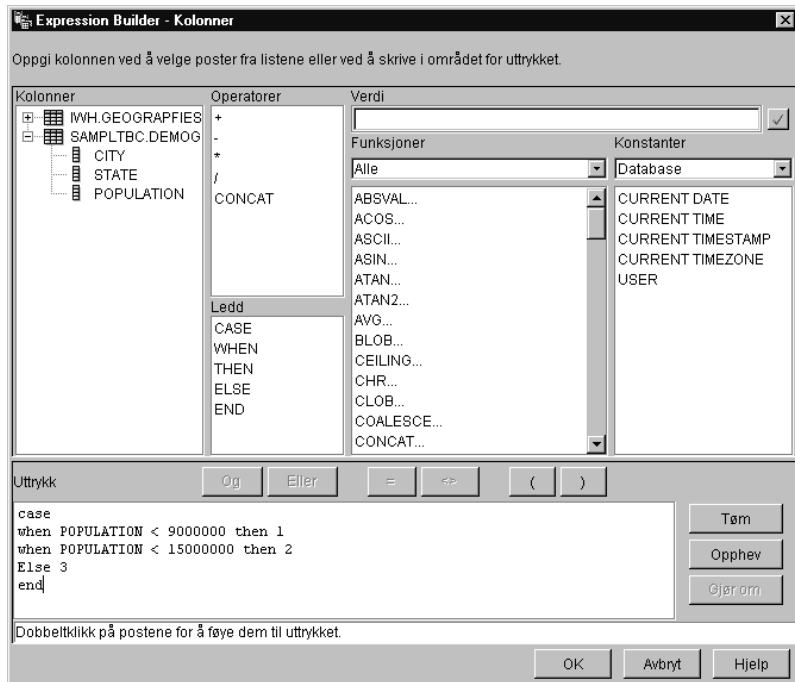 Expression Builder - Kolonner
Oppgi kolonnen ved å velge poster fra listene eller ved å skrive i området for uttrykket.
Kolonner
IWH.GEOGRAPFIES
SAMPLTBC.DEMOG
CITY
STATE
POPULATION
Operatorer
+
-
*
/
CONCAT
Ledd
CASE
WHEN
THEN
ELSE
END
Verdi
Funksjoner
Alle
ABSVAL...
ACOS...
ASCII...
ASIN...
ATAN...
ATAN2...
AVG...
BLOB...
CEILING...
CHR...
CLOB...
COALESCE...
CONCAT...
Konstanter
Database
CURRENT DATE
CURRENT TIME
CURRENT TIMESTAMP
CURRENT TIMEZONE
USER
Uttrykk
Og Eller = <> ( )
case
when POPULATION < 9000000 then 1
when POPULATION < 15000000 then 2
Else 3
end
Tøm
Opphev
Gjør om
Dobbeltklikk på postene for å føye dem til uttrykket.
OK Avbryt Hjelp